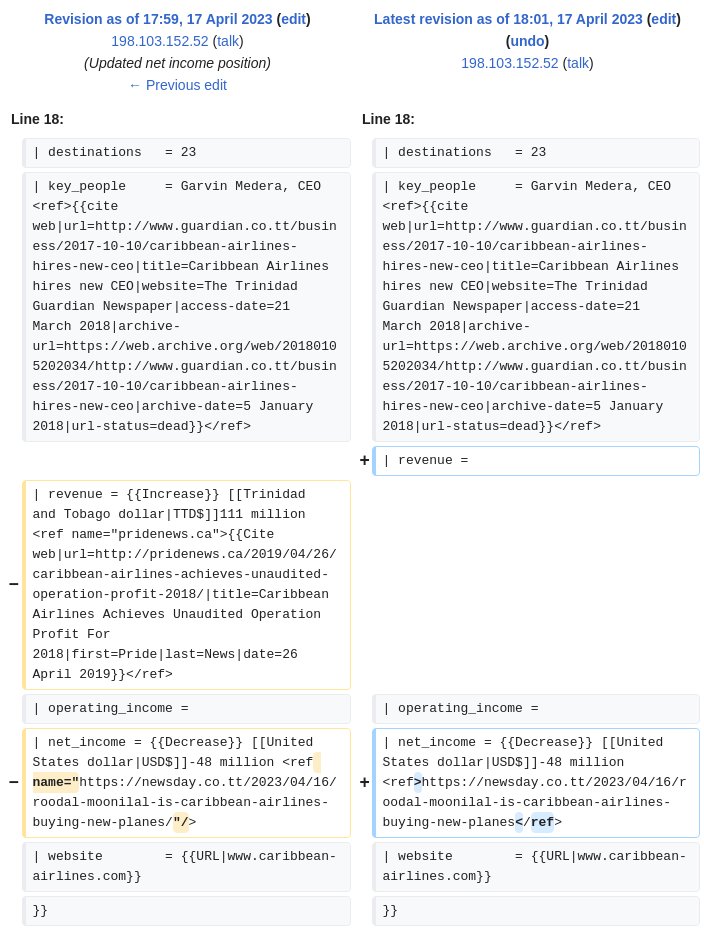 Revision as of 17:59, 17 April 2023 (edit)
198.103.152.52 (talk)
(Updated net income position)
← Previous edit
Latest revision as of 18:01, 17 April 2023 (edit)
(undo)
198.103.152.52 (talk)
Line 18:
Line 18:
| destinations   = 23
| destinations   = 23
| key_people     = Garvin Medera, CEO
<ref>{{cite
web|url=http://www.guardian.co.tt/busin
ess/2017-10-10/caribbean-airlines-
hires-new-ceo|title=Caribbean Airlines
hires new CEO|website=The Trinidad
Guardian Newspaper|access-date=21
March 2018|archive-
url=https://web.archive.org/web/2018010
5202034/http://www.guardian.co.tt/busin
ess/2017-10-10/caribbean-airlines-
hires-new-ceo|archive-date=5 January
2018|url-status=dead}}</ref>
| key_people     = Garvin Medera, CEO
<ref>{{cite
web|url=http://www.guardian.co.tt/busin
ess/2017-10-10/caribbean-airlines-
hires-new-ceo|title=Caribbean Airlines
hires new CEO|website=The Trinidad
Guardian Newspaper|access-date=21
March 2018|archive-
url=https://web.archive.org/web/2018010
5202034/http://www.guardian.co.tt/busin
ess/2017-10-10/caribbean-airlines-
hires-new-ceo|archive-date=5 January
2018|url-status=dead}}</ref>
+
| revenue =
−
| revenue = {{Increase}} [[Trinidad
and Tobago dollar|TTD$]]111 million
<ref name="pridenews.ca">{{Cite
web|url=http://pridenews.ca/2019/04/26/
caribbean-airlines-achieves-unaudited-
operation-profit-2018/|title=Caribbean
Airlines Achieves Unaudited Operation
Profit For
2018|first=Pride|last=News|date=26
April 2019}}</ref>
| operating_income =
| operating_income =
−
| net_income = {{Decrease}} [[United
States dollar|USD$]]-48 million <ref
name="https://newsday.co.tt/2023/04/16/
roodal-moonilal-is-caribbean-airlines-
buying-new-planes/"/>
+
| net_income = {{Decrease}} [[United
States dollar|USD$]]-48 million
<ref>https://newsday.co.tt/2023/04/16/r
oodal-moonilal-is-caribbean-airlines-
buying-new-planes</ref>
| website        = {{URL|www.caribbean-
airlines.com}}
| website        = {{URL|www.caribbean-
airlines.com}}
}}
}}